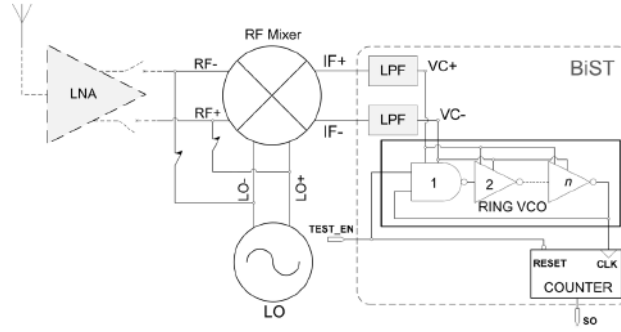 RF Mixer
LNA
RF-
RF+
IF+
IF-
LPF
LPF
VC+
VC-
BiST
1
2
n
RING VCO
LO-
LO+
TEST_EN
LO
RESET
CLK
COUNTER
SO